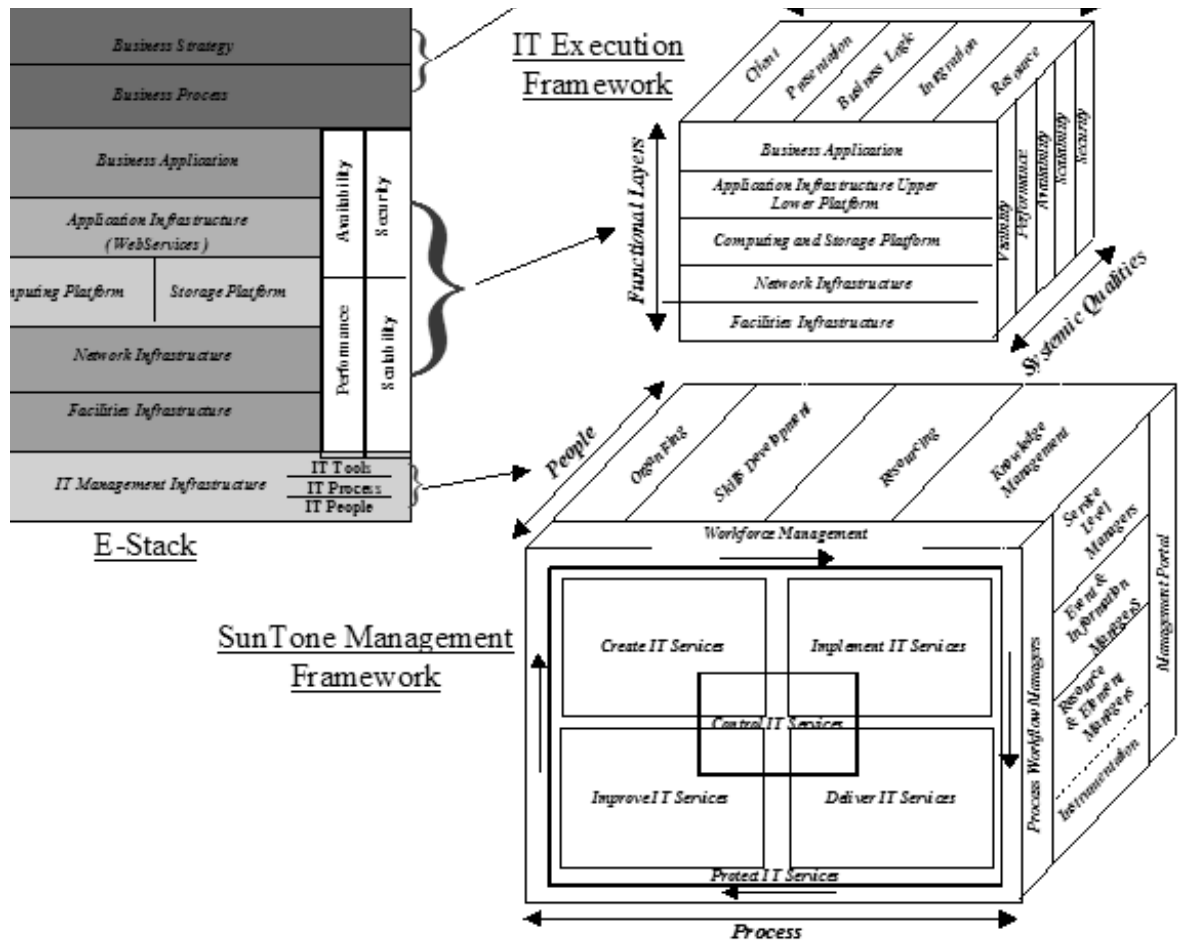 Business Strategy
Business Process
Business Application
Application Infrastructure
(WebServices)
mputing Platform
Storage Platform
Network Infrastructure
Facilities Infrastructure
IT Management Infrastructure
IT Tools
IT Process
IT People
Availability
Security
Performance
Scalability
E-Stack
IT Execution
Framework
Client
Presentation
Business Logic
Integration
Resource
Functional Layers
Business Application
Application Infrastructure Upper
Lower Platform
Computing and Storage Platform
Network Infrastructure
Facilities Infrastructure
Performance
Availability
Scalability
Security
Systemic Qualities
SunTone Management
Framework
People
Organizing
Skills Development
Resourcing
Knowledge
Management
Workforce Management
Create IT Services
Implement IT Services
Control IT Services
Improve IT Services
Deliver IT Services
Protect IT Services
Process
Process Workflow Managers
Service
Level
Managers
Event &
Information
Managers
Resource
& Element
Managers
Instrumentation
Management Portal